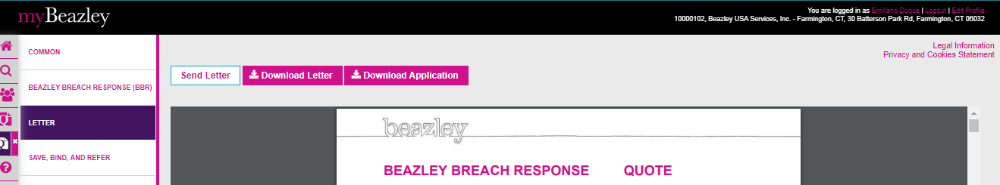 myBeazley
You are logged in as Emiliano Duque | Logout | Edit Profile
10000102, Beazley USA Services, Inc. - Farmington, CT, 30 Batterson Park Rd, Farmington, CT 06032
Legal Information
Privacy and Cookies Statement
COMMON
BEAZLEY BREACH RESPONSE (BBR)
LETTER
SAVE, BIND, AND REFER
Send Letter
Download Letter
Download Application
beazley
BEAZLEY BREACH RESPONSE QUOTE